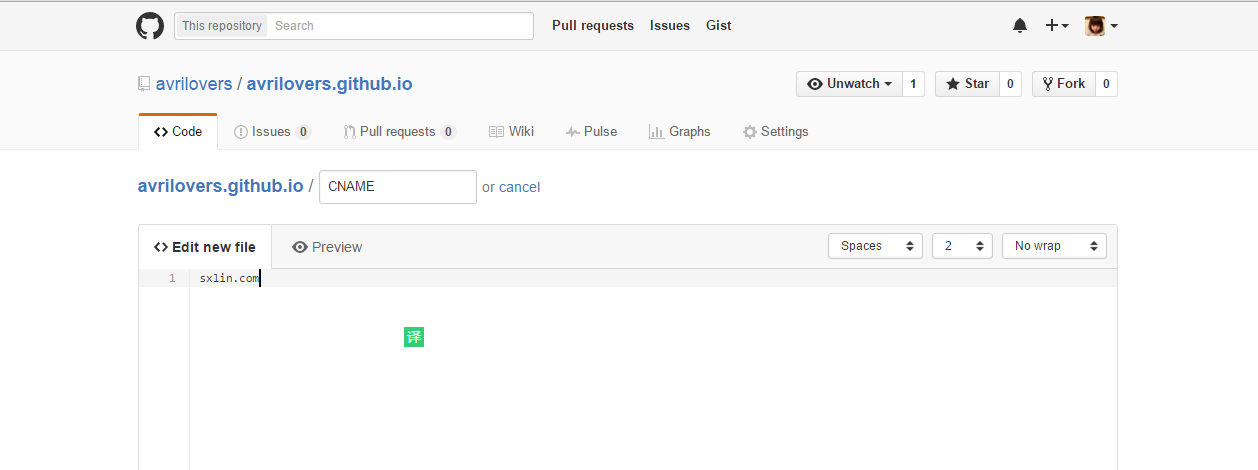 This repository Search Pull requests Issues Gist
avrilovers / avrilovers.github.io Unwatch 1 Star 0 Fork 0
Code Issues 0 Pull requests 0 Wiki Pulse Graphs Settings
avrilovers.github.io / CNAME or cancel
Edit new file Preview Spaces 2 No wrap
1 sxlin.com
译